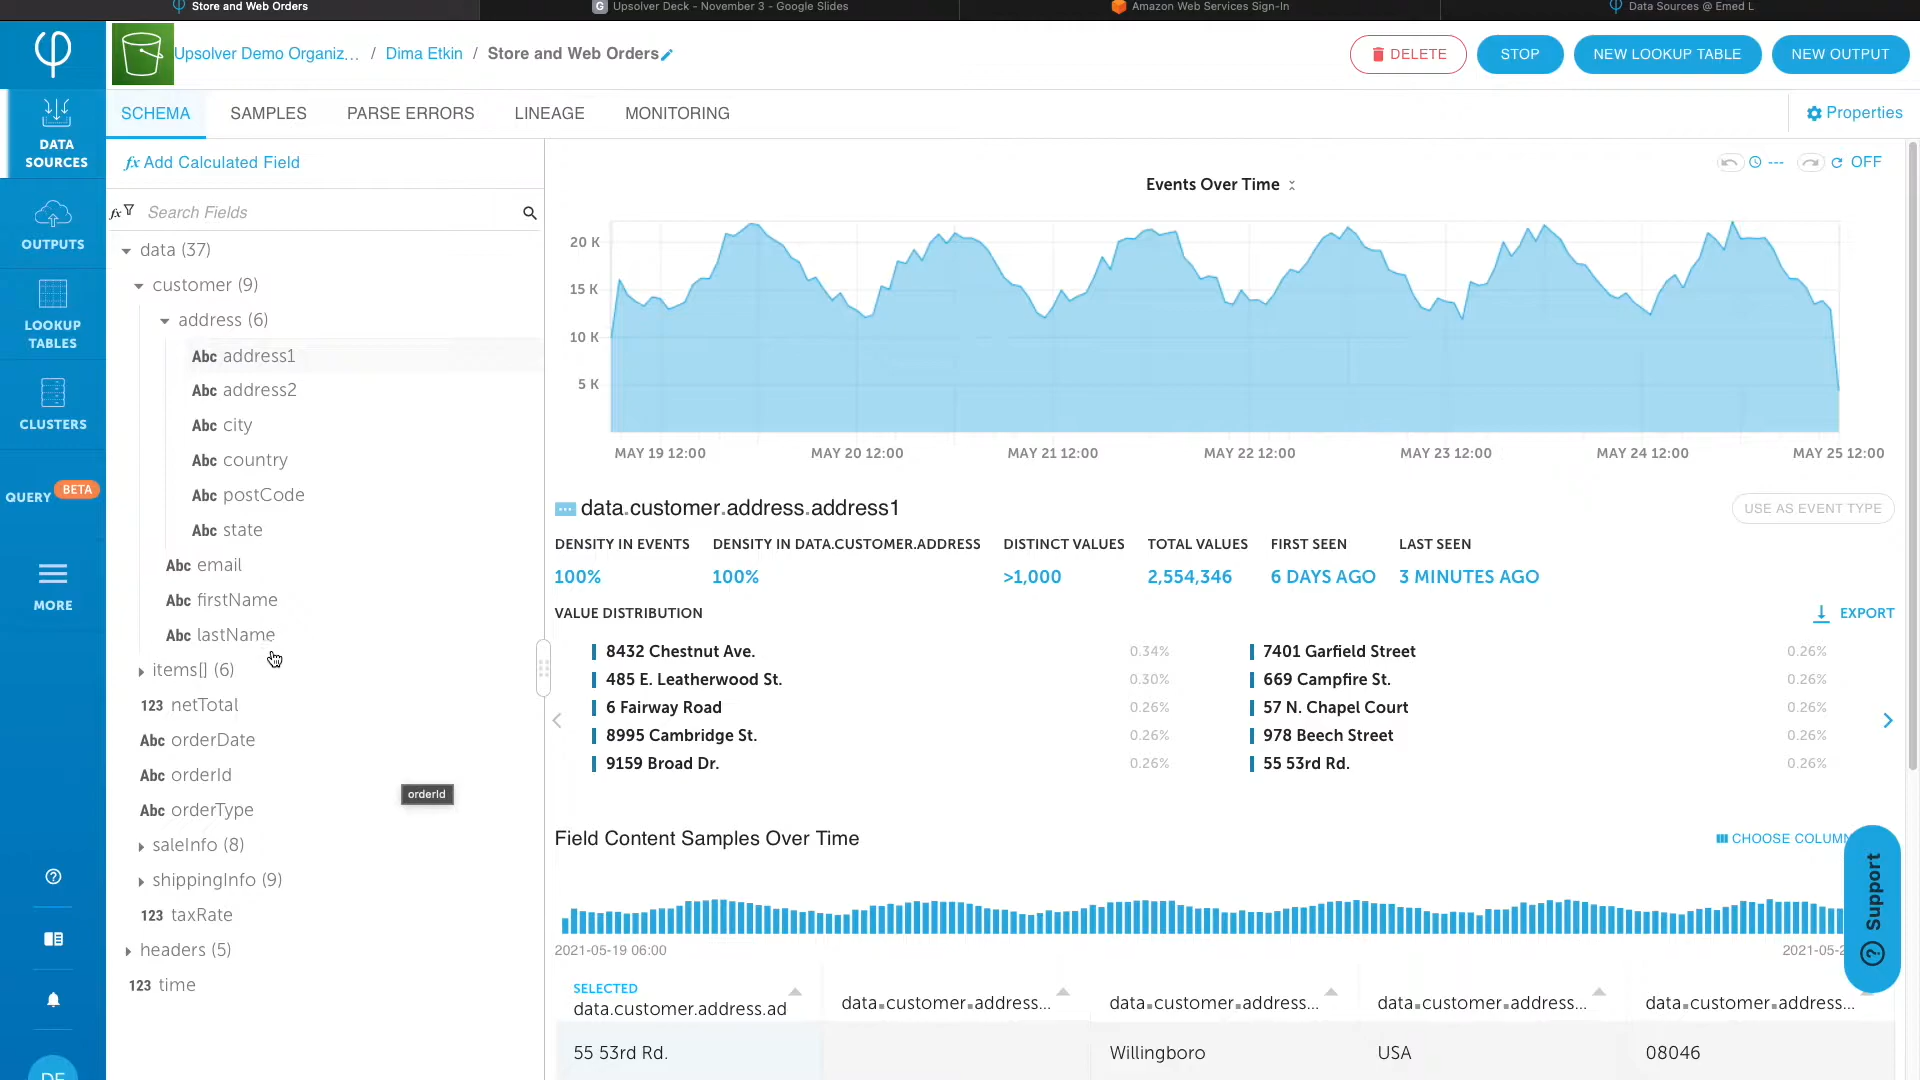 Store and Web Orders
G Upsolver Deck - November 3 - Google Slides
Amazon Web Services Sign-In
Data Sources @ Emed L
Upsolver Demo Organiz... / Dima Etkin / Store and Web Orders
DELETE
STOP
NEW LOOKUP TABLE
NEW OUTPUT
SCHEMA
SAMPLES
PARSE ERRORS
LINEAGE
MONITORING
Properties
DATA
SOURCES
OUTPUTS
LOOKUP
TABLES
CLUSTERS
QUERY BETA
MORE
DE
fx Add Calculated Field
fx Search Fields
data (37)
customer (9)
address (6)
Abc address1
Abc address2
Abc city
Abc country
Abc postCode
Abc state
Abc email
Abc firstName
Abc lastName
items[] (6)
123 netTotal
Abc orderDate
Abc orderId
orderId
Abc orderType
saleInfo (8)
shippingInfo (9)
123 taxRate
headers (5)
123 time
--- OFF
Events Over Time
20 K
15 K
10 K
5 K
MAY 19 12:00
MAY 20 12:00
MAY 21 12:00
MAY 22 12:00
MAY 23 12:00
MAY 24 12:00
MAY 25 12:00
data.customer.address.address1
USE AS EVENT TYPE
DENSITY IN EVENTS
100%
DENSITY IN DATA.CUSTOMER.ADDRESS
100%
DISTINCT VALUES
>1,000
TOTAL VALUES
2,554,346
FIRST SEEN
6 DAYS AGO
LAST SEEN
3 MINUTES AGO
VALUE DISTRIBUTION
EXPORT
8432 Chestnut Ave. 0.34%
485 E. Leatherwood St. 0.30%
6 Fairway Road 0.26%
8995 Cambridge St. 0.26%
9159 Broad Dr. 0.26%
7401 Garfield Street 0.26%
669 Campfire St. 0.26%
57 N. Chapel Court 0.26%
978 Beech Street 0.26%
55 53rd Rd. 0.26%
Field Content Samples Over Time
CHOOSE COLUMN
2021-05-19 06:00
2021-05-2
Support
SELECTED
data.customer.address.ad
data.customer.address...
data.customer.address...
data.customer.address...
data.customer.address...
55 53rd Rd.
Willingboro
USA
08046